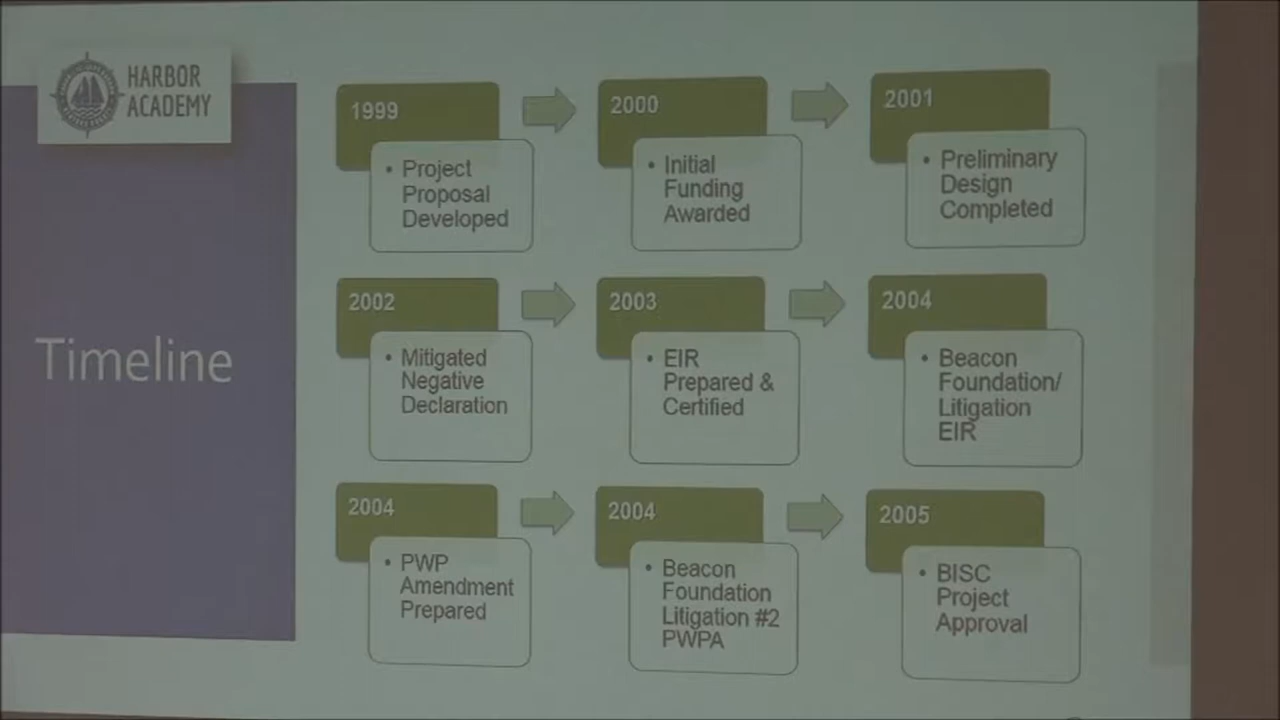 HARBOR
ACADEMY
Timeline
1999
• Project
Proposal
Developed
2000
• Initial
Funding
Awarded
2001
• Preliminary
Design
Completed
2002
• Mitigated
Negative
Declaration
2003
• EIR
Prepared &
Certified
2004
• Beacon
Foundation/
Litigation
EIR
2004
• PWP
Amendment
Prepared
2004
• Beacon
Foundation
Litigation #2
PWPA
2005
• BISC
Project
Approval